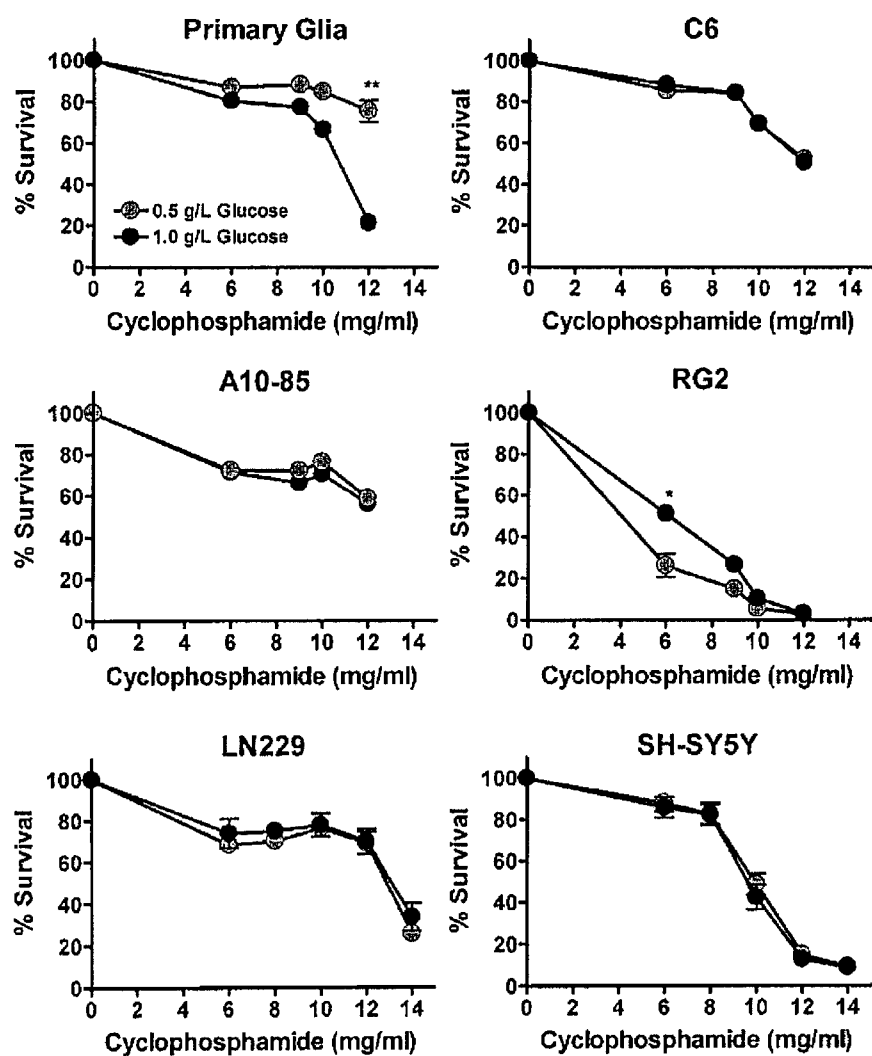 Primary Glia
100
80
60
40
20
0
% Survival
**
0.5 g/L Glucose
1.0 g/L Glucose
0 2 4 6 8 10 12 14
Cyclophosphamide (mg/ml)
C6
100
80
60
40
20
0
% Survival
0 2 4 6 8 10 12 14
Cyclophosphamide (mg/ml)
A10-85
100
80
60
40
20
0
% Survival
0 2 4 6 8 10 12 14
Cyclophosphamide (mg/ml)
RG2
100
80
60
40
20
0
% Survival
*
0 2 4 6 8 10 12 14
Cyclophosphamide (mg/ml)
LN229
100
80
60
40
20
0
% Survival
0 2 4 6 8 10 12 14
Cyclophosphamide (mg/ml)
SH-SY5Y
100
80
60
40
20
0
% Survival
0 2 4 6 8 10 12 14
Cyclophosphamide (mg/ml)